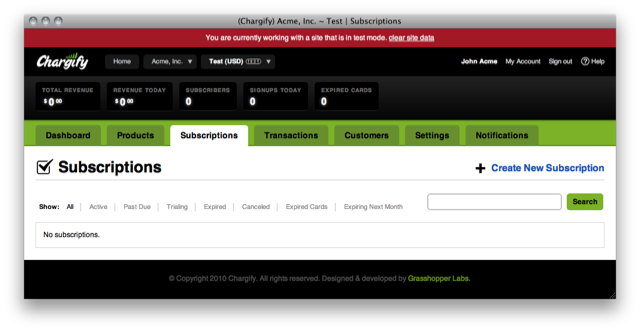 (Chargify) Acme, Inc. ~ Test | Subscriptions
You are currently working with a site that is in test mode. clear site data
Chargify Home Acme, Inc. ▼ Test (USD) TEST ▼ John Acme My Account Sign out ? Help
TOTAL REVENUE REVENUE TODAY SUBSCRIBERS SIGNUPS TODAY EXPIRED CARDS
$0.00 $0.00 0 0 0
Dashboard Products Subscriptions Transactions Customers Settings Notifications
Subscriptions + Create New Subscription
Show: All | Active | Past Due | Trialing | Expired | Canceled | Expired Cards | Expiring Next Month Search
No subscriptions.
© Copyright 2010 Chargify. All rights reserved. Designed & developed by Grasshopper Labs.